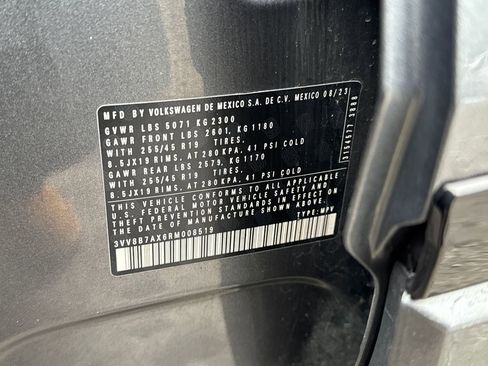 MFD BY VOLKSWAGEN DE MEXICO S.A. DE C.V. MEXICO 08/23
GVWR LBS 5071 KG 2300
GAWR FRONT LBS 2601, KG 1180
WITH 255/45 R19 TIRES.
8.5JX19 RIMS, AT 280KPA, 41 PSI COLD
GAWR REAR LBS 2579, KG 1170
WITH 255/45 R19 TIRES.
8.5JX19 RIMS, AT 280 KPA, 41 PSI COLD
THIS VEHICLE CONFORMS TO ALL APPLICABLE
U.S. FEDERAL MOTOR VEHICLE SAFETY AND
THEFT PREVENTION STANDARDS IN EFFECT ON
THE DATE OF MANUFACTURE SHOWN ABOVE.
3VV8B7AX6RM008519 TYPE: MPV